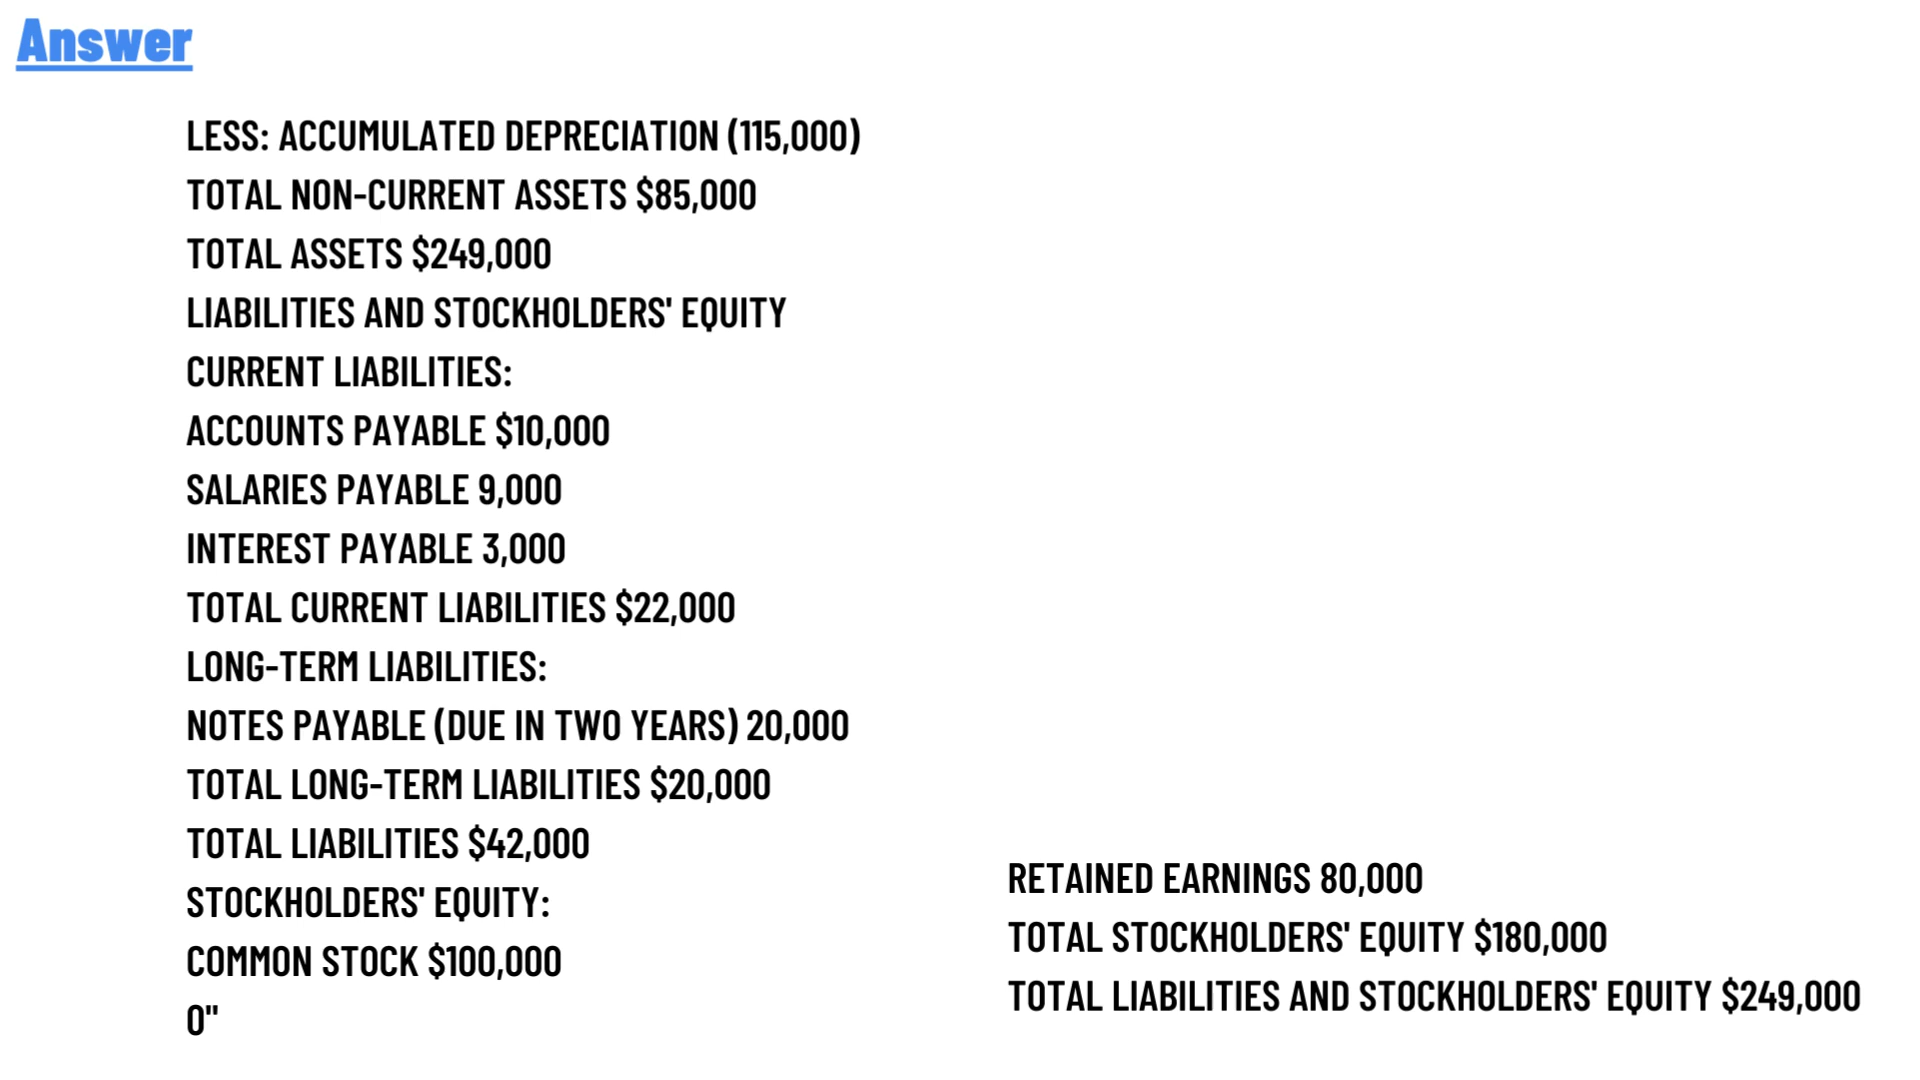 Answer
LESS: ACCUMULATED DEPRECIATION (115,000)
TOTAL NON-CURRENT ASSETS $85,000
TOTAL ASSETS $249,000
LIABILITIES AND STOCKHOLDERS' EQUITY
CURRENT LIABILITIES:
ACCOUNTS PAYABLE $10,000
SALARIES PAYABLE 9,000
INTEREST PAYABLE 3,000
TOTAL CURRENT LIABILITIES $22,000
LONG-TERM LIABILITIES:
NOTES PAYABLE (DUE IN TWO YEARS) 20,000
TOTAL LONG-TERM LIABILITIES $20,000
TOTAL LIABILITIES $42,000
STOCKHOLDERS' EQUITY:
COMMON STOCK $100,000
0"
RETAINED EARNINGS 80,000
TOTAL STOCKHOLDERS' EQUITY $180,000
TOTAL LIABILITIES AND STOCKHOLDERS' EQUITY $249,000